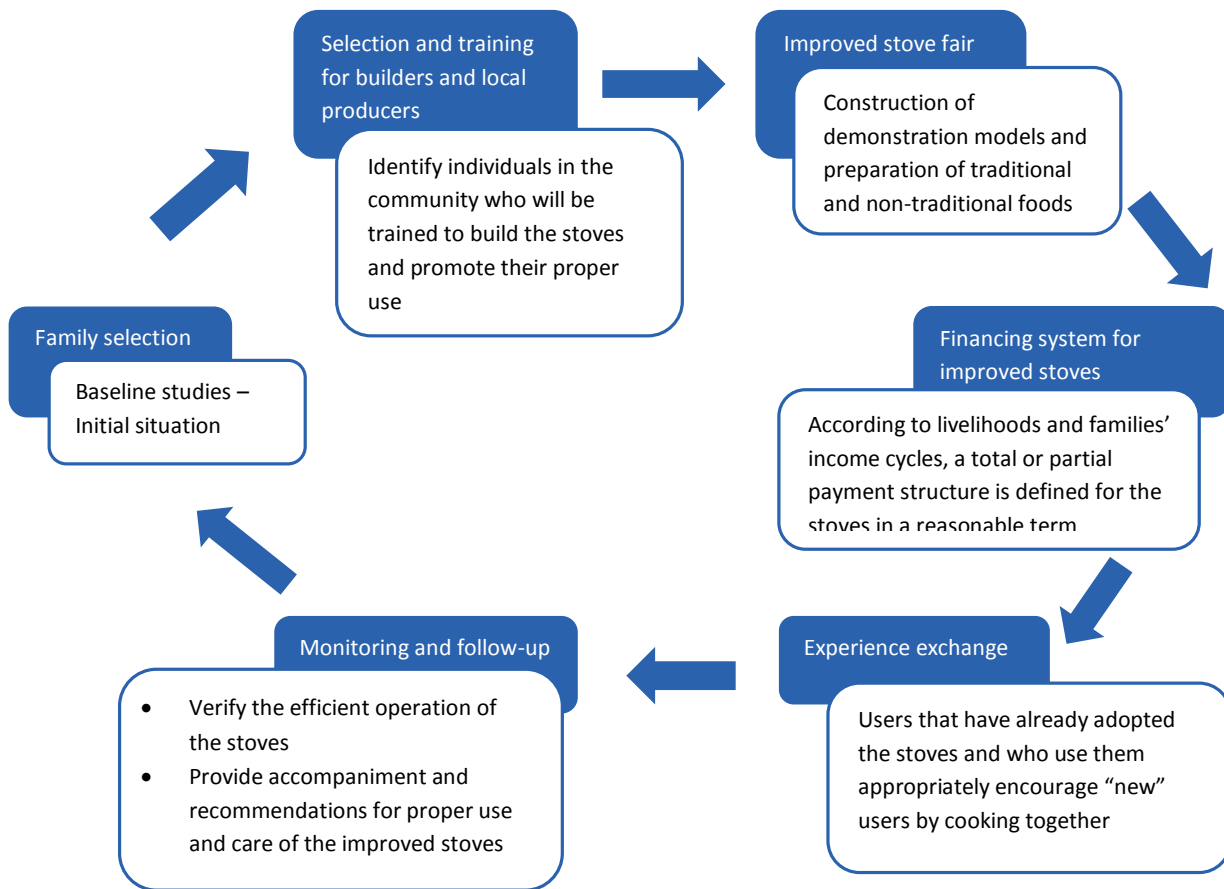 Selection and training
for builders and local
producers
Identify individuals in the
community who will be
trained to build the stoves
and promote their proper
use
Improved stove fair
Construction of
demonstration models and
preparation of traditional
and non-traditional foods
Financing system for
improved stoves
According to livelihoods and families’
income cycles, a total or partial
payment structure is defined for the
stoves in a reasonable term
Experience exchange
Users that have already adopted
the stoves and who use them
appropriately encourage “new”
users by cooking together
Monitoring and follow-up
• Verify the efficient operation of
the stoves
• Provide accompaniment and
recommendations for proper use
and care of the improved stoves
Family selection
Baseline studies –
Initial situation